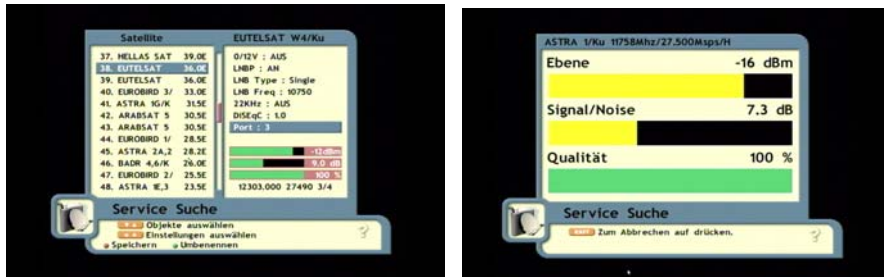 Satellite
EUTELSAT W4/Ku
37. HELLAS SAT 39.0E
38. EUTELSAT 36.0E
39. EUTELSAT 36.0E
40. EUROBIRD 3/ 33.0E
41. ASTRA 1G/K 31.5E
42. ARABSAT 5 30.5E
43. ARABSAT 5 30.5E
44. EUROBIRD 1/ 28.5E
45. ASTRA 2A,2 28.2E
46. BADR 4,6/K 26.0E
47. EUROBIRD 2/ 25.5E
48. ASTRA 1E,3 23.5E
0/12V : AUS
LNBP : AN
LNB Type : Single
LNB Freq : 10750
22KHz : AUS
DiSEqC : 1.0
Port : 3
-12 dBm
9.0 dB
100 %
12303.000 27490 3/4
Service Suche
Objekte auswählen
Einstellungen auswählen
Speichern Umbenennen
ASTRA 1/Ku 11758Mhz/27.500Msps/H
Ebene -16 dBm
Signal/Noise 7.3 dB
Qualität 100 %
Service Suche
EXIT Zum Abbrechen auf drücken.
?